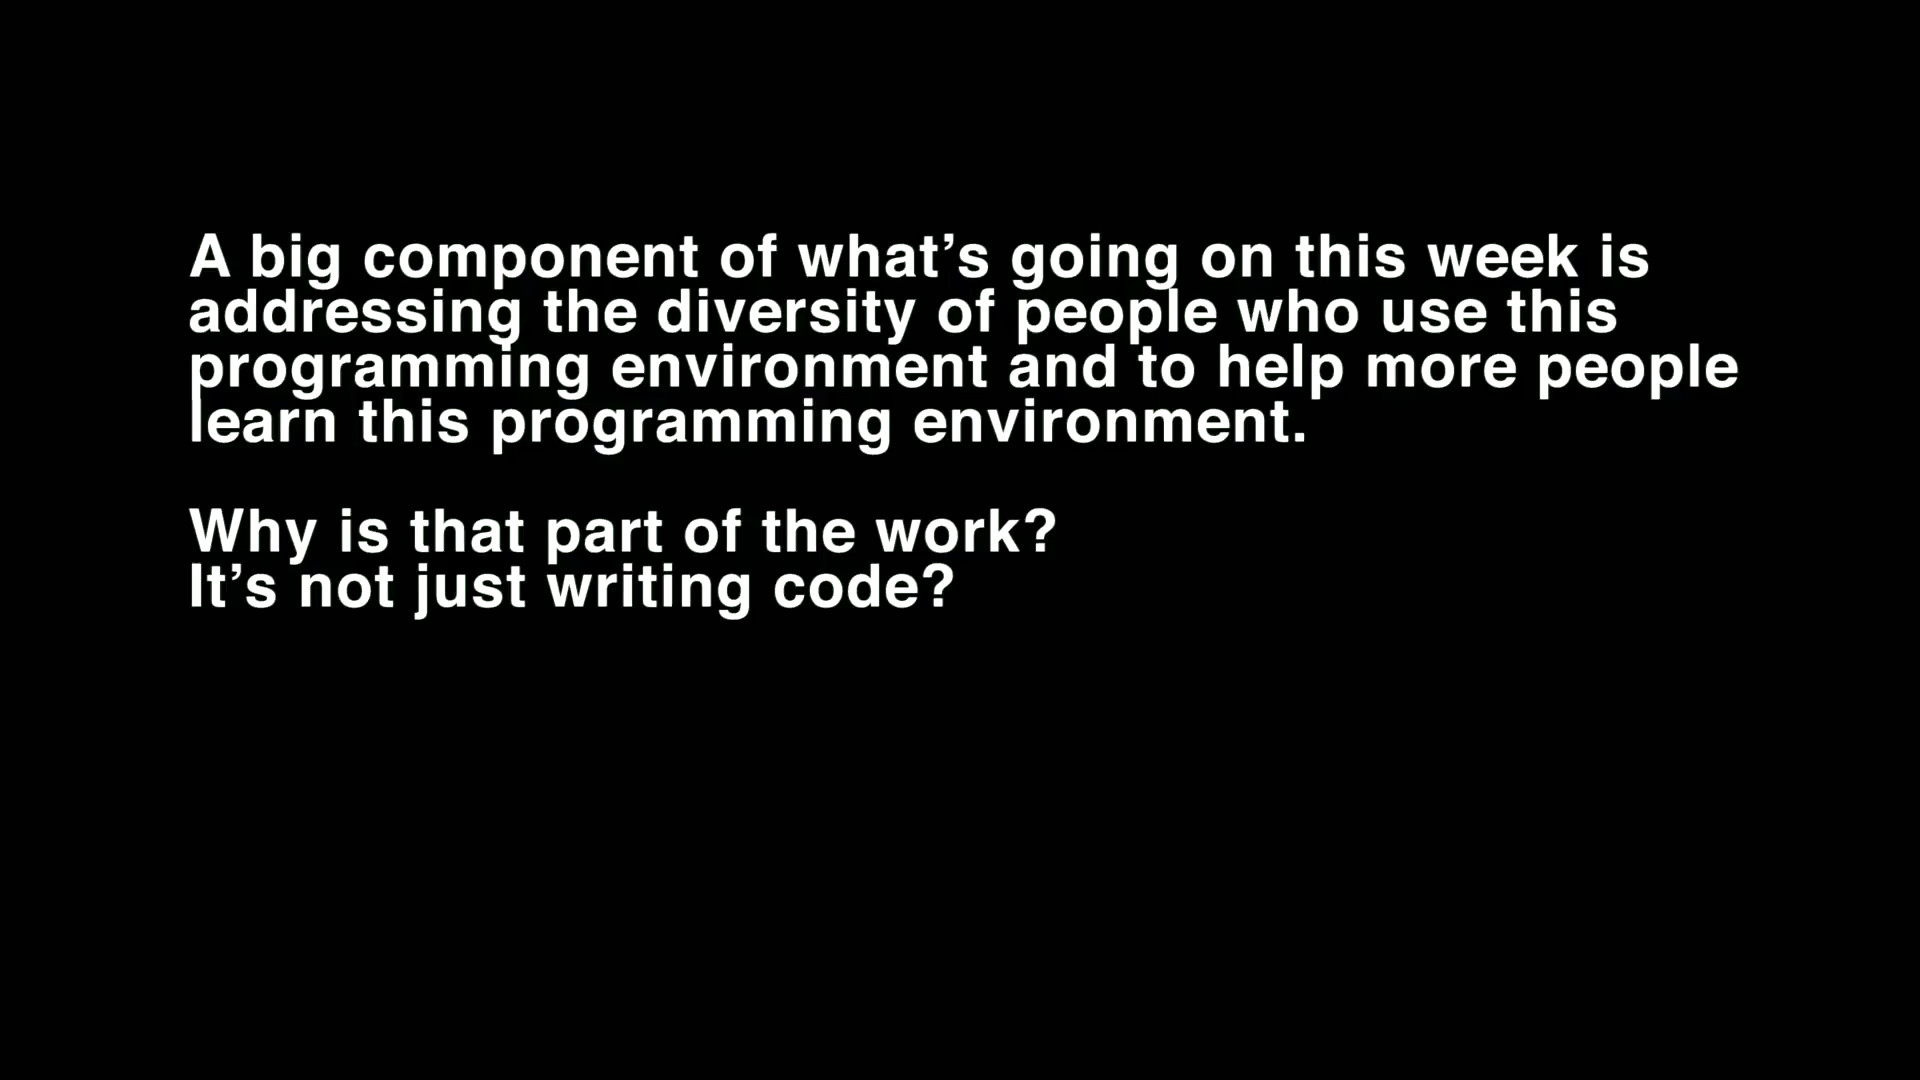 A big component of what’s going on this week is
addressing the diversity of people who use this
programming environment and to help more people
learn this programming environment.
Why is that part of the work?
It’s not just writing code?